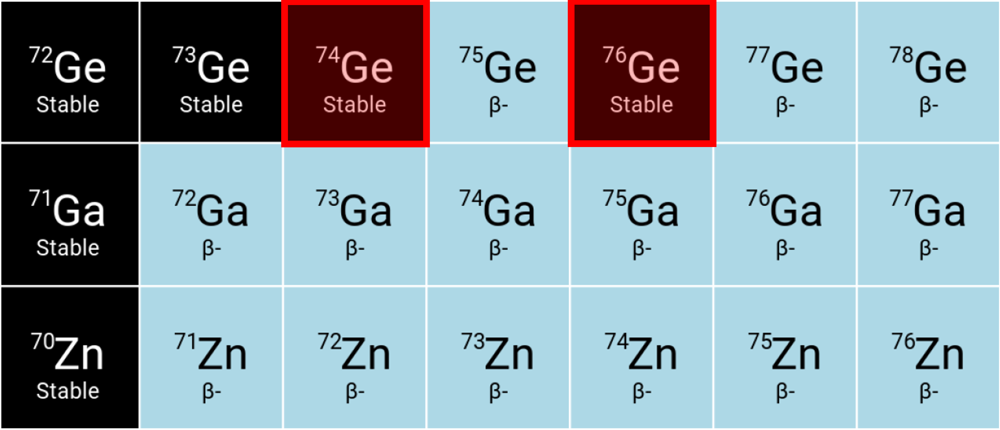 ⁷²Ge ⁷³Ge ⁷⁴Ge ⁷⁵Ge ⁷⁶Ge ⁷⁷Ge ⁷⁸Ge
Stable Stable Stable β- Stable β- β-
⁷¹Ga ⁷²Ga ⁷³Ga ⁷⁴Ga ⁷⁵Ga ⁷⁶Ga ⁷⁷Ga
Stable β- β- β- β- β- β-
⁷⁰Zn ⁷¹Zn ⁷²Zn ⁷³Zn ⁷⁴Zn ⁷⁵Zn ⁷⁶Zn
Stable β- β- β- β- β- β-